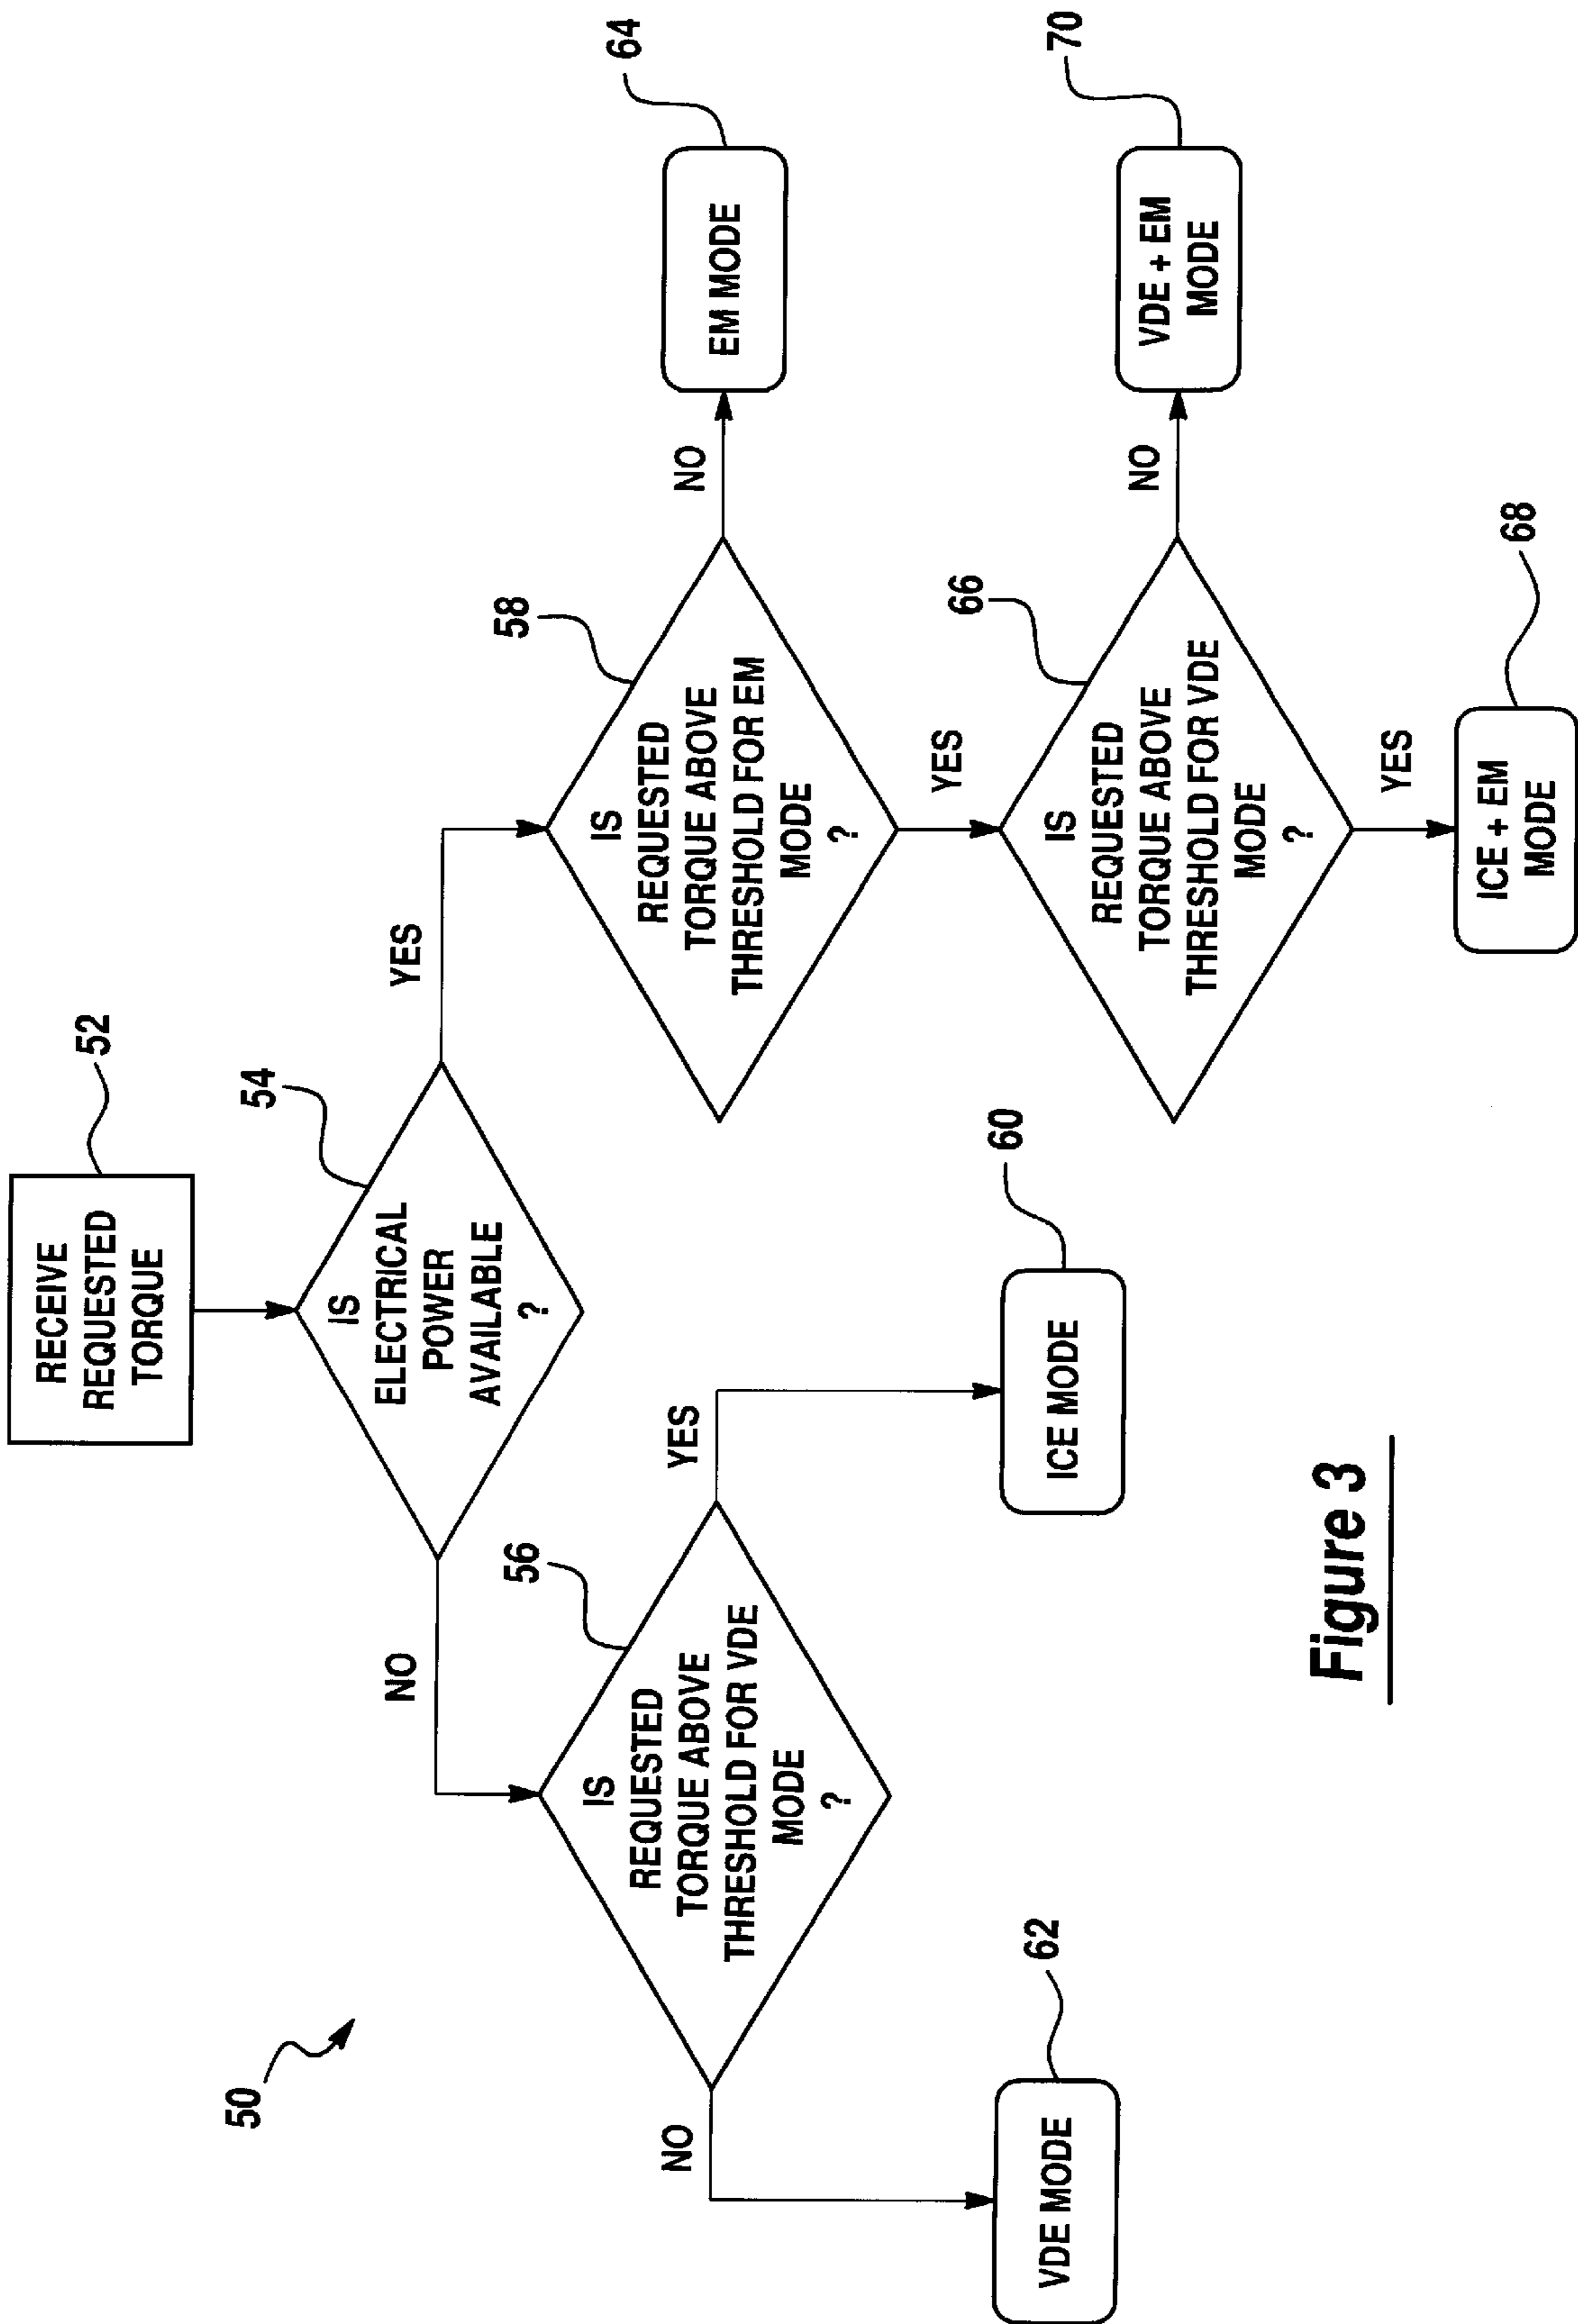 50
52
RECEIVE
REQUESTED
TORQUE
54
IS
ELECTRICAL
POWER
AVAILABLE
?
NO
YES
56
IS
REQUESTED
TORQUE ABOVE
THRESHOLD FOR VDE
MODE
?
58
IS
REQUESTED
TORQUE ABOVE
THRESHOLD FOR EM
MODE
?
NO
64
EM MODE
NO
YES
YES
62
VDE MODE
60
ICE MODE
66
IS
REQUESTED
TORQUE ABOVE
THRESHOLD FOR VDE
MODE
?
NO
70
VDE + EM
MODE
YES
68
ICE + EM
MODE
Figure 3